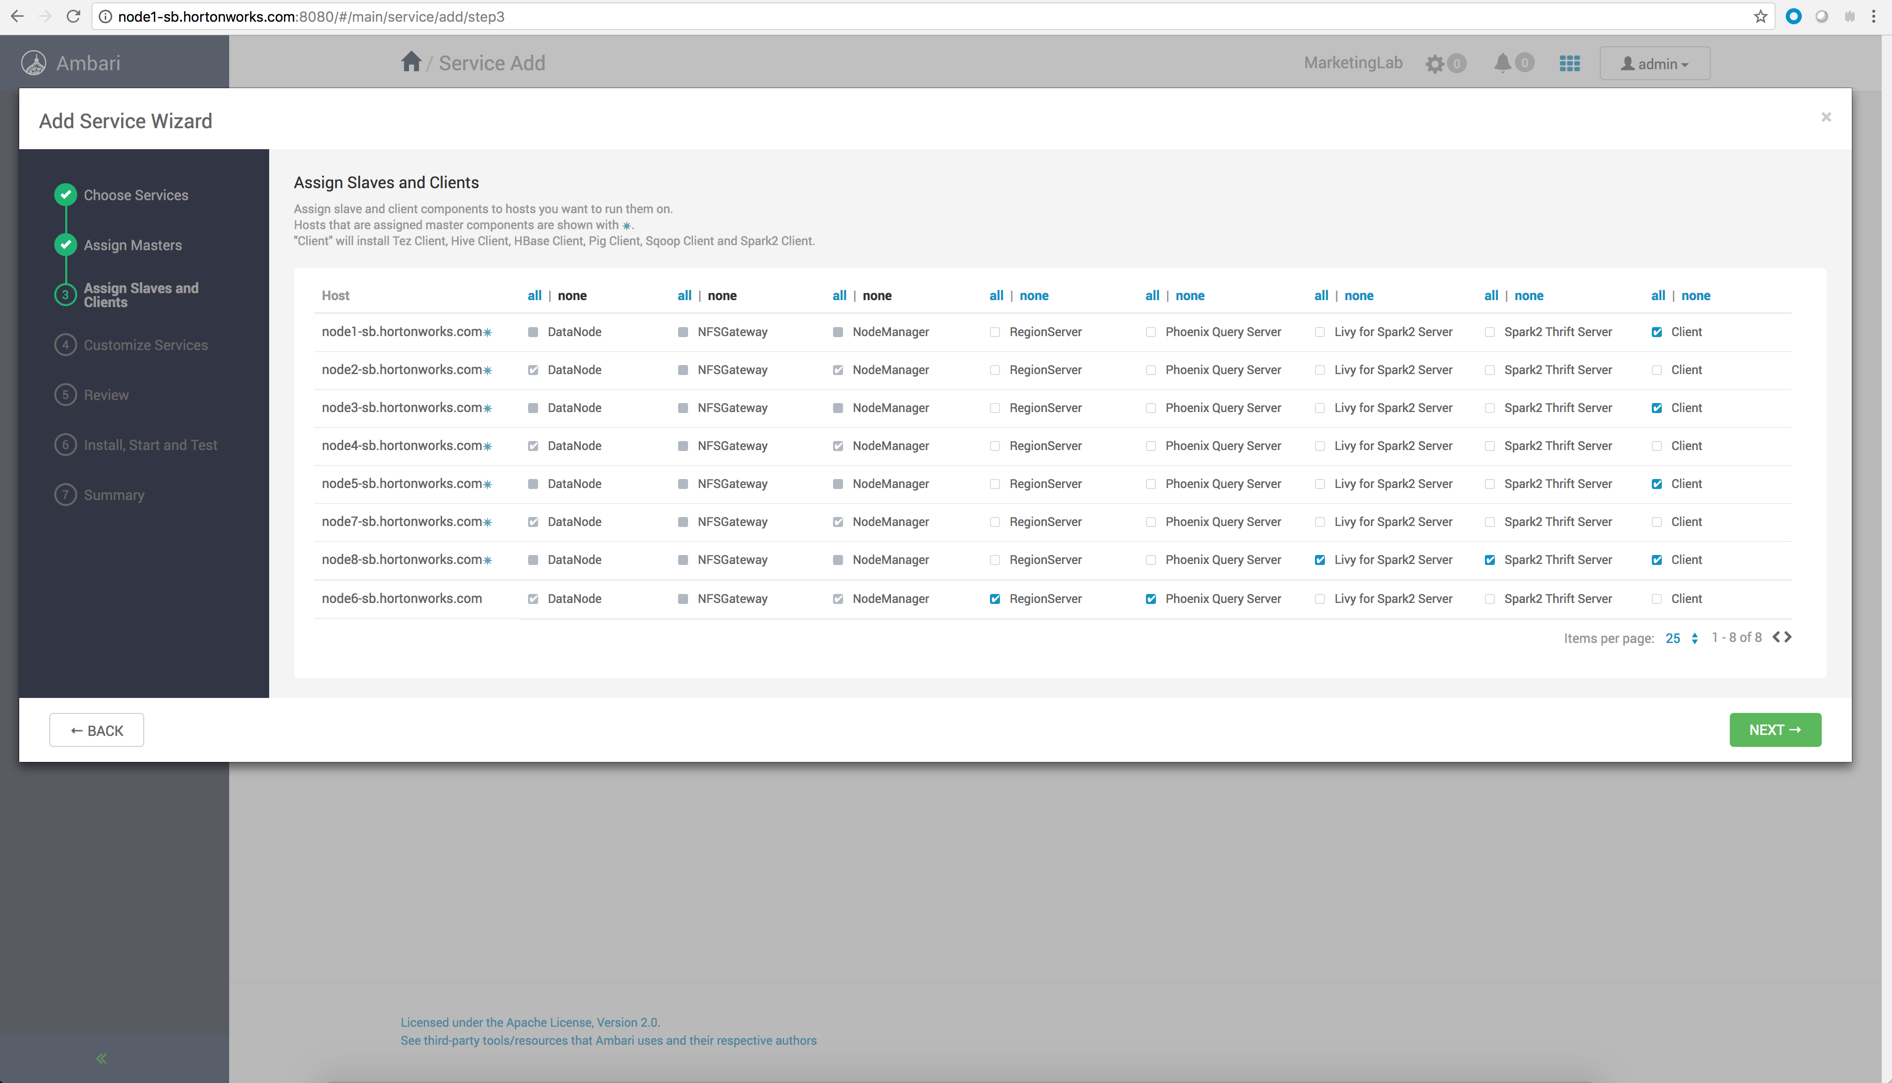 node1-sb.hortonworks.com:8080/#/main/service/add/step3
Ambari
/ Service Add
MarketingLab
0
0
admin
Add Service Wizard
×
Choose Services
Assign Masters
3
Assign Slaves and
Clients
4 Customize Services
5 Review
6 Install, Start and Test
7 Summary
Assign Slaves and Clients
Assign slave and client components to hosts you want to run them on.
Hosts that are assigned master components are shown with ✳.
"Client" will install Tez Client, Hive Client, HBase Client, Pig Client, Sqoop Client and Spark2 Client.
Host all | none all | none all | none all | none all | none all | none all | none all | none
node1-sb.hortonworks.com✳ DataNode NFSGateway NodeManager RegionServer Phoenix Query Server Livy for Spark2 Server Spark2 Thrift Server Client
node2-sb.hortonworks.com✳ DataNode NFSGateway NodeManager RegionServer Phoenix Query Server Livy for Spark2 Server Spark2 Thrift Server Client
node3-sb.hortonworks.com✳ DataNode NFSGateway NodeManager RegionServer Phoenix Query Server Livy for Spark2 Server Spark2 Thrift Server Client
node4-sb.hortonworks.com✳ DataNode NFSGateway NodeManager RegionServer Phoenix Query Server Livy for Spark2 Server Spark2 Thrift Server Client
node5-sb.hortonworks.com✳ DataNode NFSGateway NodeManager RegionServer Phoenix Query Server Livy for Spark2 Server Spark2 Thrift Server Client
node7-sb.hortonworks.com✳ DataNode NFSGateway NodeManager RegionServer Phoenix Query Server Livy for Spark2 Server Spark2 Thrift Server Client
node8-sb.hortonworks.com✳ DataNode NFSGateway NodeManager RegionServer Phoenix Query Server Livy for Spark2 Server Spark2 Thrift Server Client
node6-sb.hortonworks.com DataNode NFSGateway NodeManager RegionServer Phoenix Query Server Livy for Spark2 Server Spark2 Thrift Server Client
Items per page: 25 1 - 8 of 8
← BACK
NEXT →
Licensed under the Apache License, Version 2.0.
See third-party tools/resources that Ambari uses and their respective authors
«